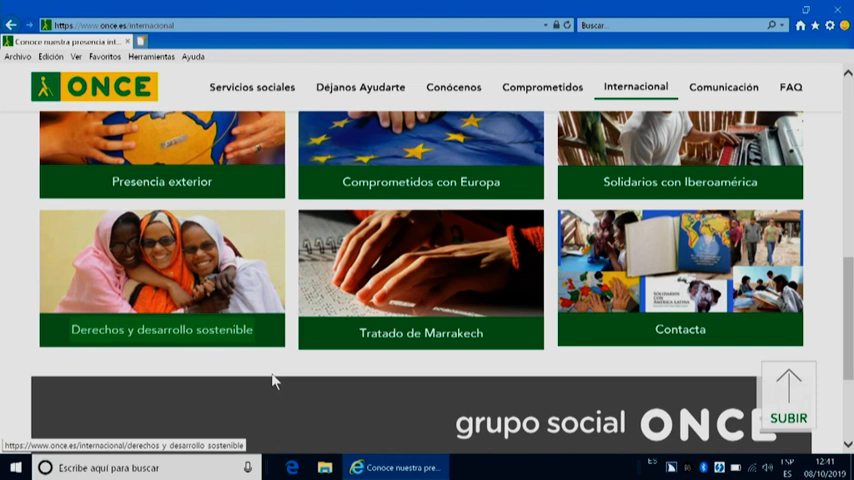 https://www.once.es/internacional
Buscar...
Conoce nuestra presencia int...
Archivo Edición Ver Favoritos Herramientas Ayuda
ONCE
Servicios sociales Déjanos Ayudarte Conócenos Comprometidos Internacional Comunicación FAQ
Presencia exterior
Comprometidos con Europa
Solidarios con Iberoamérica
Derechos y desarrollo sostenible
Tratado de Marrakech
Contacta
SUBIR
grupo social ONCE
https://www.once.es/internacional/derechos y desarrollo sostenible
Escribe aquí para buscar
Conoce nuestra pre...
ES
ESP
ES
12:41
08/10/2019